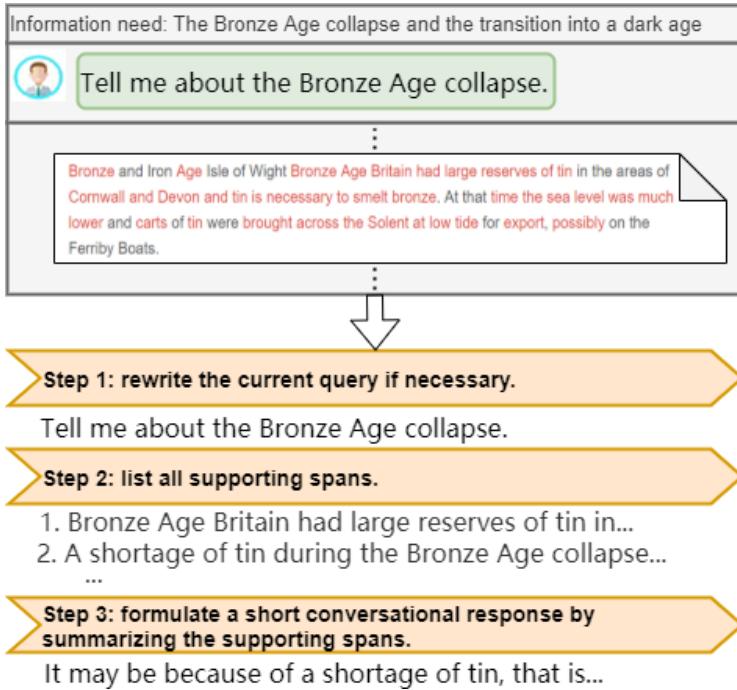 Information need: The Bronze Age collapse and the transition into a dark age
Tell me about the Bronze Age collapse.
Bronze and Iron Age Isle of Wight Bronze Age Britain had large reserves of tin in the areas of
Cornwall and Devon and tin is necessary to smelt bronze. At that time the sea level was much
lower and carts of tin were brought across the Solent at low tide for export, possibly on the
Ferriby Boats.
Step 1: rewrite the current query if necessary.
Tell me about the Bronze Age collapse.
Step 2: list all supporting spans.
1. Bronze Age Britain had large reserves of tin in...
2. A shortage of tin during the Bronze Age collapse...
...
Step 3: formulate a short conversational response by
summarizing the supporting spans.
It may be because of a shortage of tin, that is...